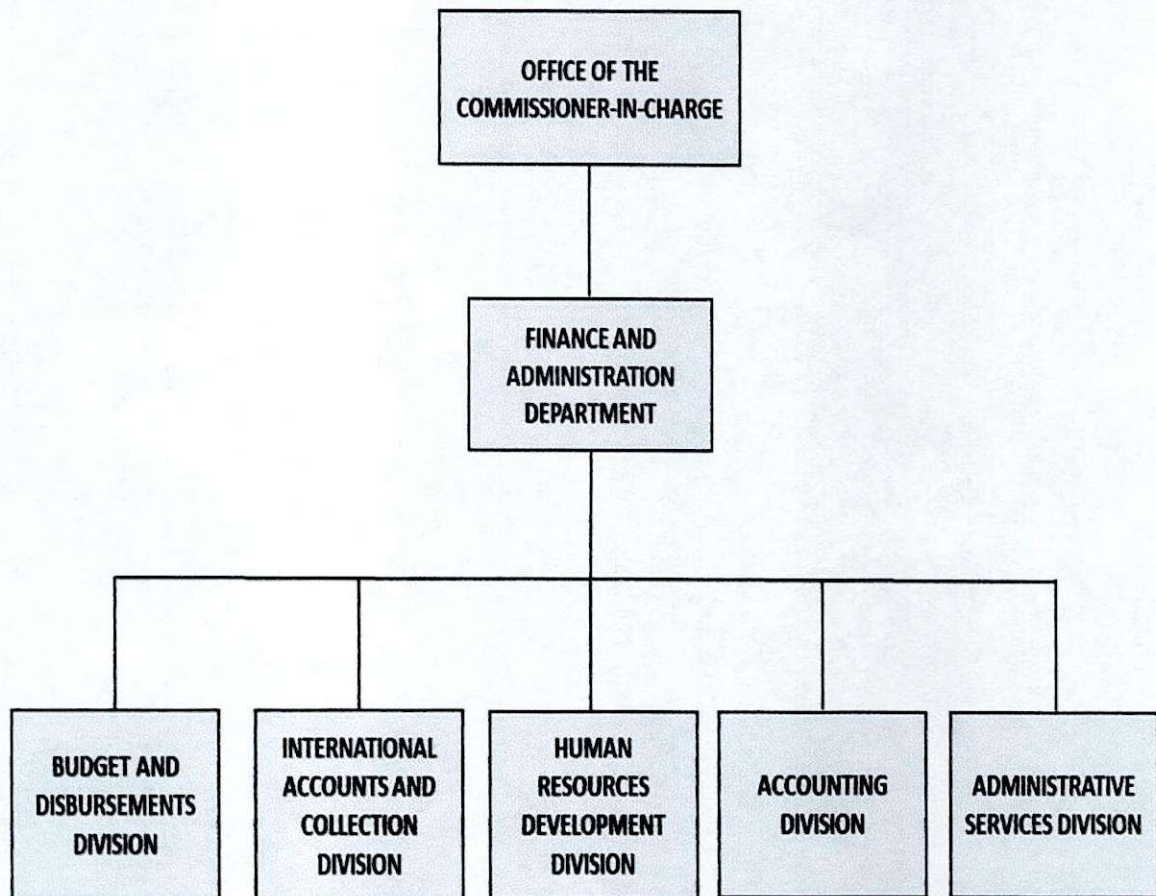 OFFICE OF THE
COMMISSIONER-IN-CHARGE
FINANCE AND
ADMINISTRATION
DEPARTMENT
BUDGET AND
DISBURSEMENTS
DIVISION
INTERNATIONAL
ACCOUNTS AND
COLLECTION
DIVISION
HUMAN
RESOURCES
DEVELOPMENT
DIVISION
ACCOUNTING
DIVISION
ADMINISTRATIVE
SERVICES DIVISION